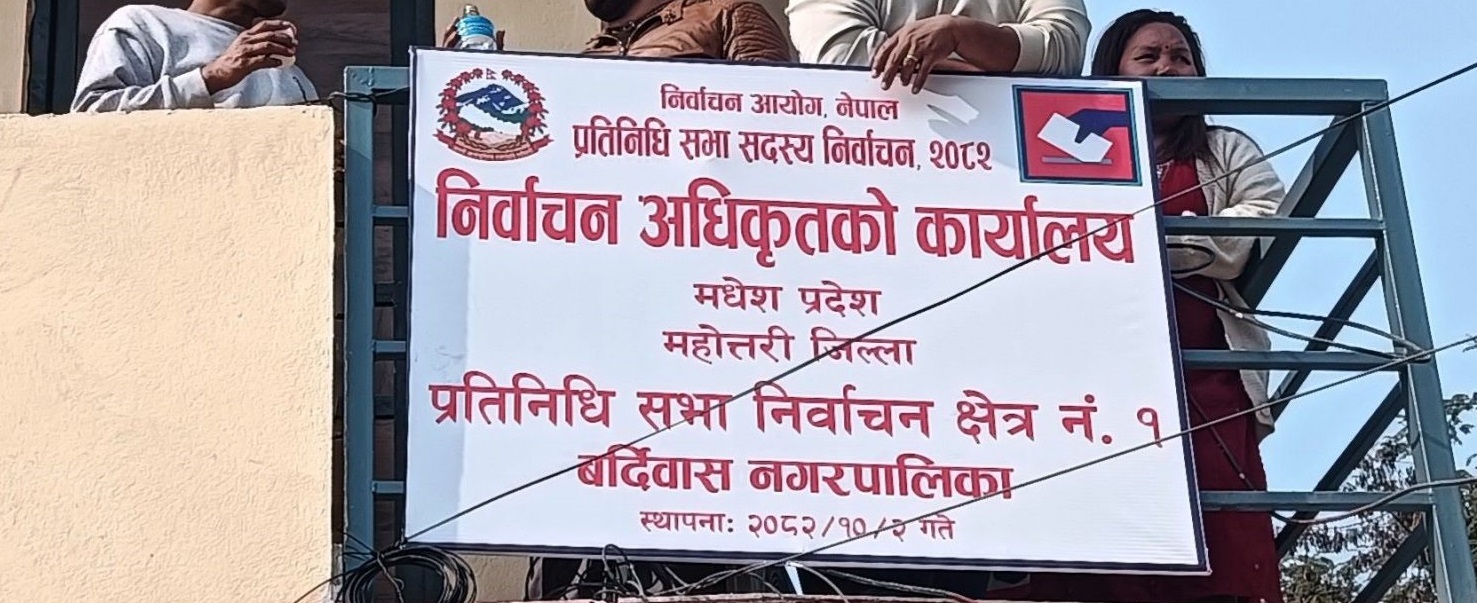 निर्वाचन आयोग, नेपाल
प्रतिनिधि सभा सदस्य निर्वाचन, २०८२
निर्वाचन अधिकृतको कार्यालय
मधेश प्रदेश
महोत्तरी जिल्ला
प्रतिनिधि सभा निर्वाचन क्षेत्र नं. १
बर्दिवास नगरपालिका
स्थापना: २०८२/१०/२ गते